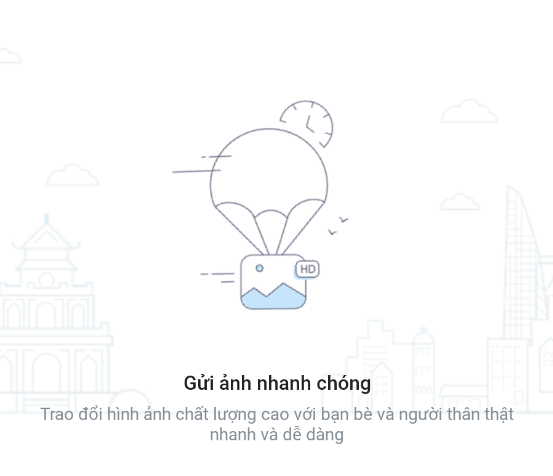 HD
Gửi ảnh nhanh chóng
Trao đổi hình ảnh chất lượng cao với bạn bè và người thân thật
nhanh và dễ dàng